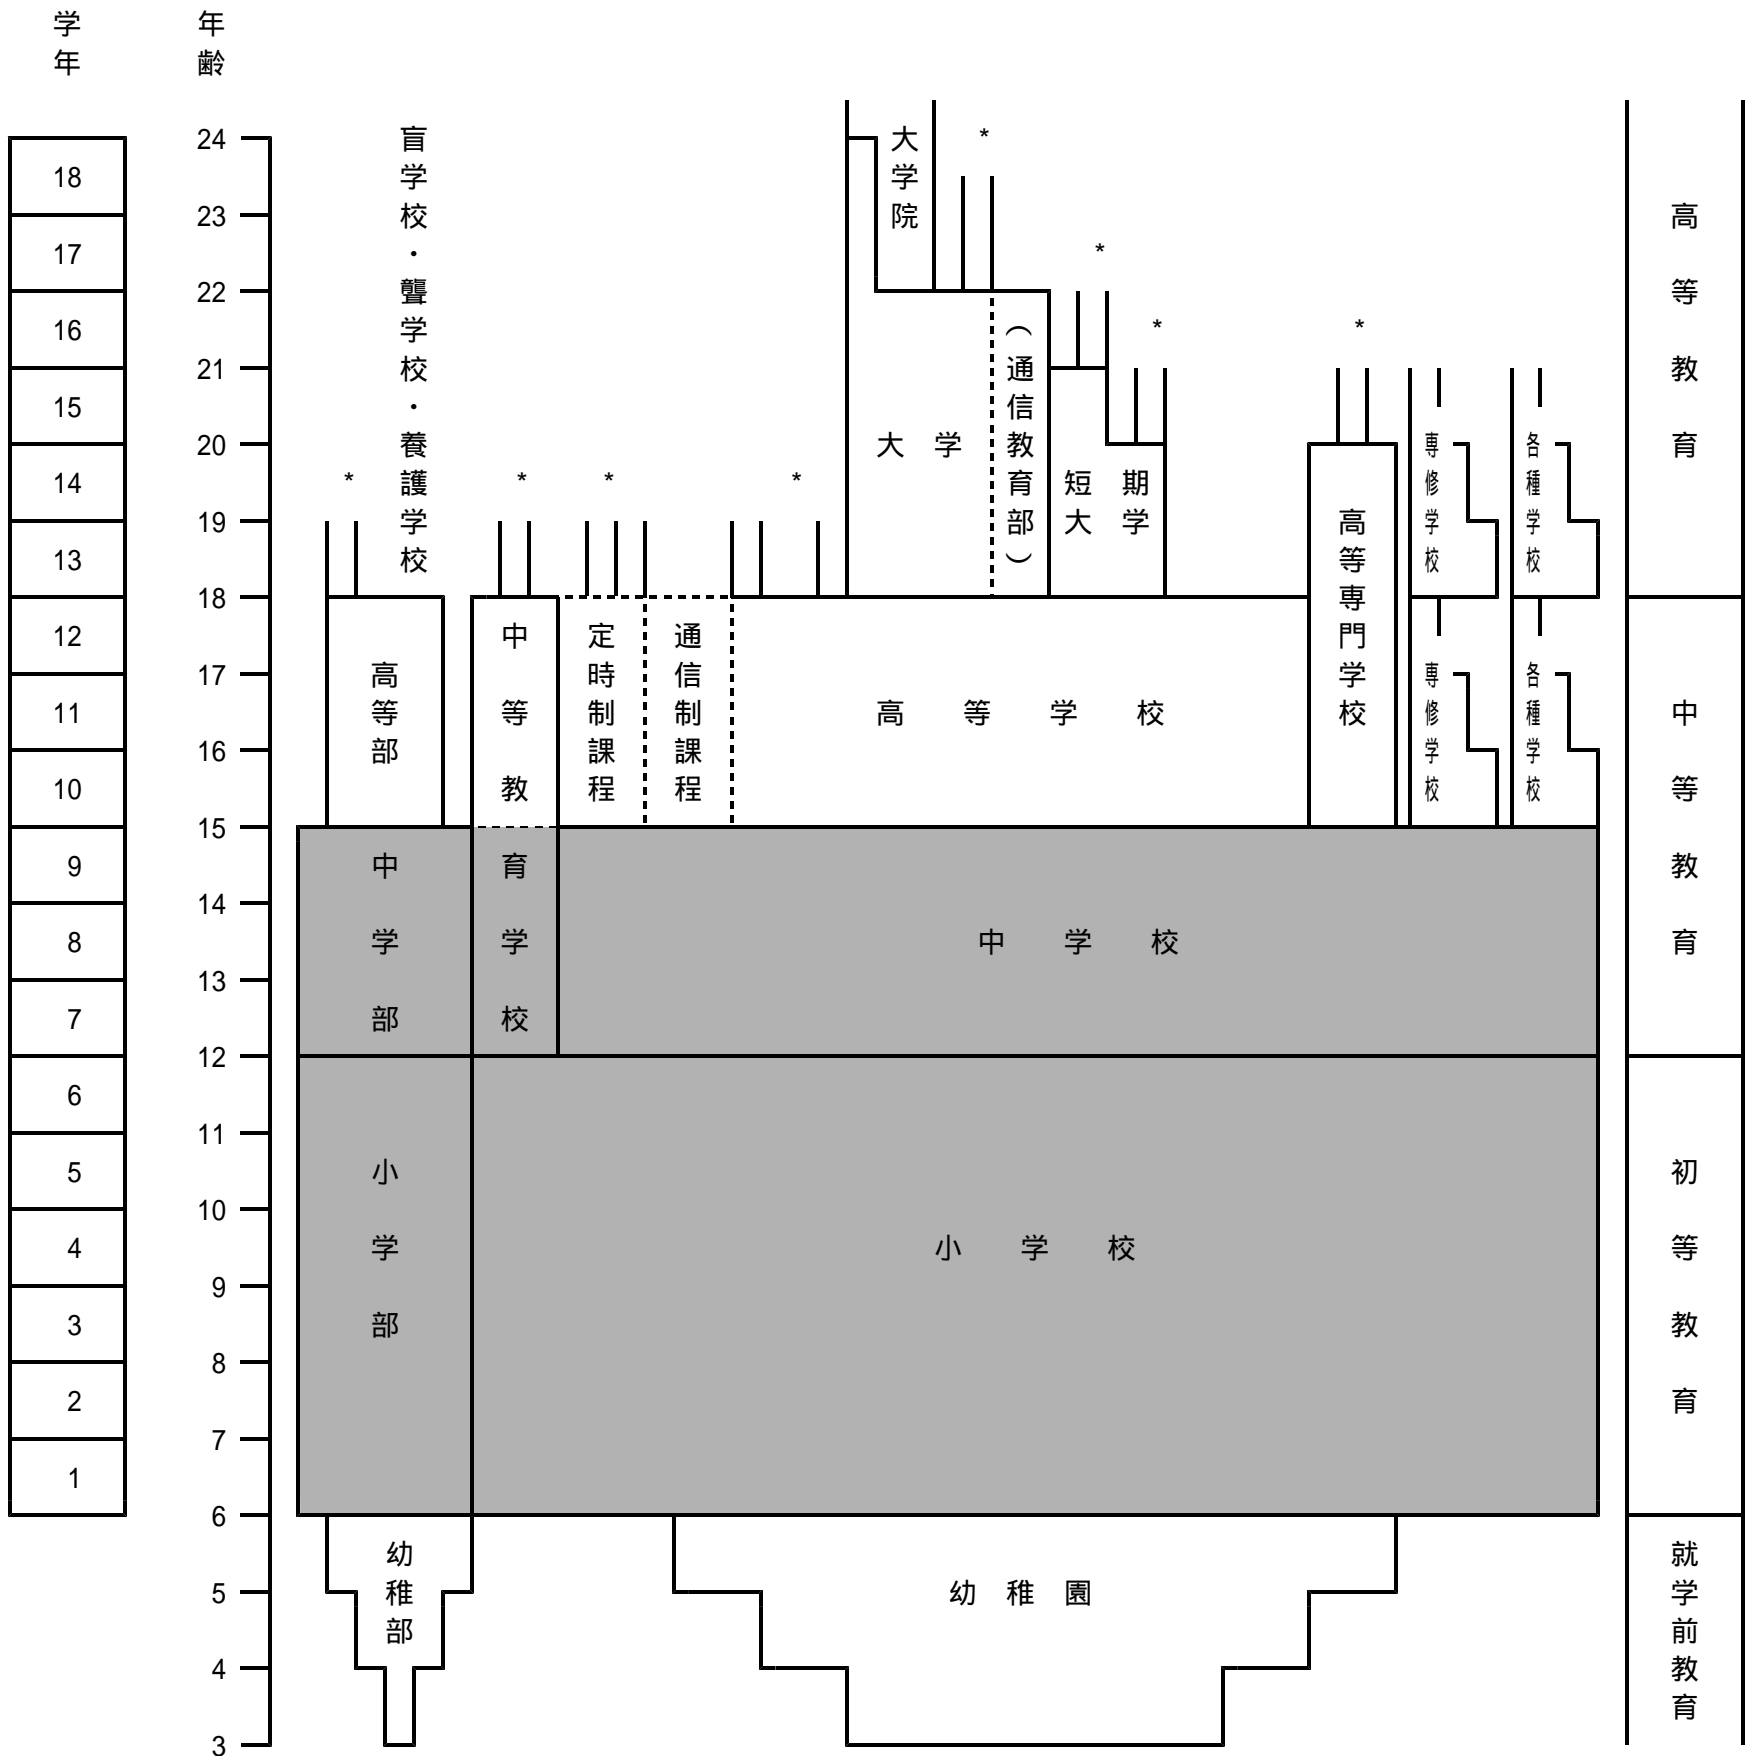 学年
年齢
18
17
16
15
14
13
12
11
10
9
8
7
6
5
4
3
2
1
24
23
22
21
20
19
18
17
16
15
14
13
12
11
10
9
8
7
6
5
4
3
盲学校・聾学校・養護学校
*
高等部
中学部
小学部
幼稚部
*
中等教育学校
*
定時制課程
通信制課程
*
高等学校
中学校
小学校
幼稚園
大学院
*
大学
(通信教育部)
*
短期大学
*
*
高等専門学校
専修学校
各種学校
専修学校
各種学校
高等教育
中等教育
初等教育
就学前教育